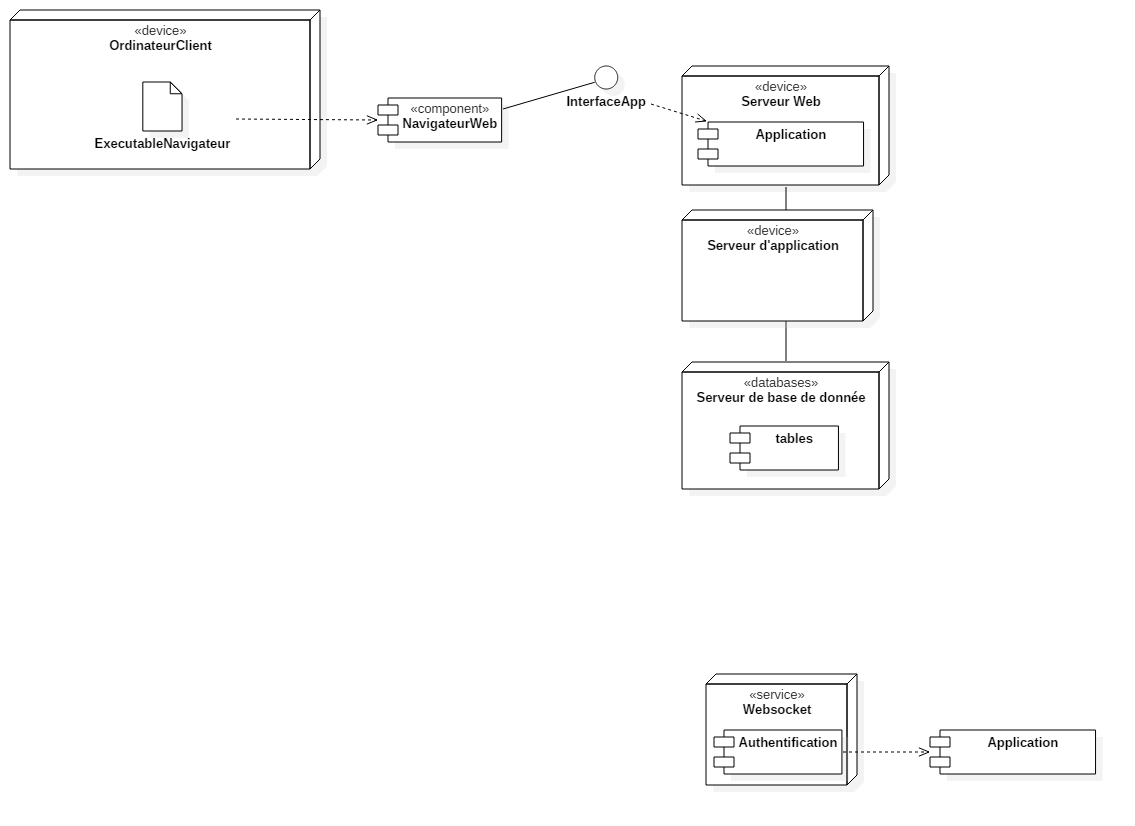 «device»
OrdinateurClient
ExecutableNavigateur
«component»
NavigateurWeb
InterfaceApp
«device»
Serveur Web
Application
«device»
Serveur d'application
«databases»
Serveur de base de donnée
tables
«service»
Websocket
Authentification
Application